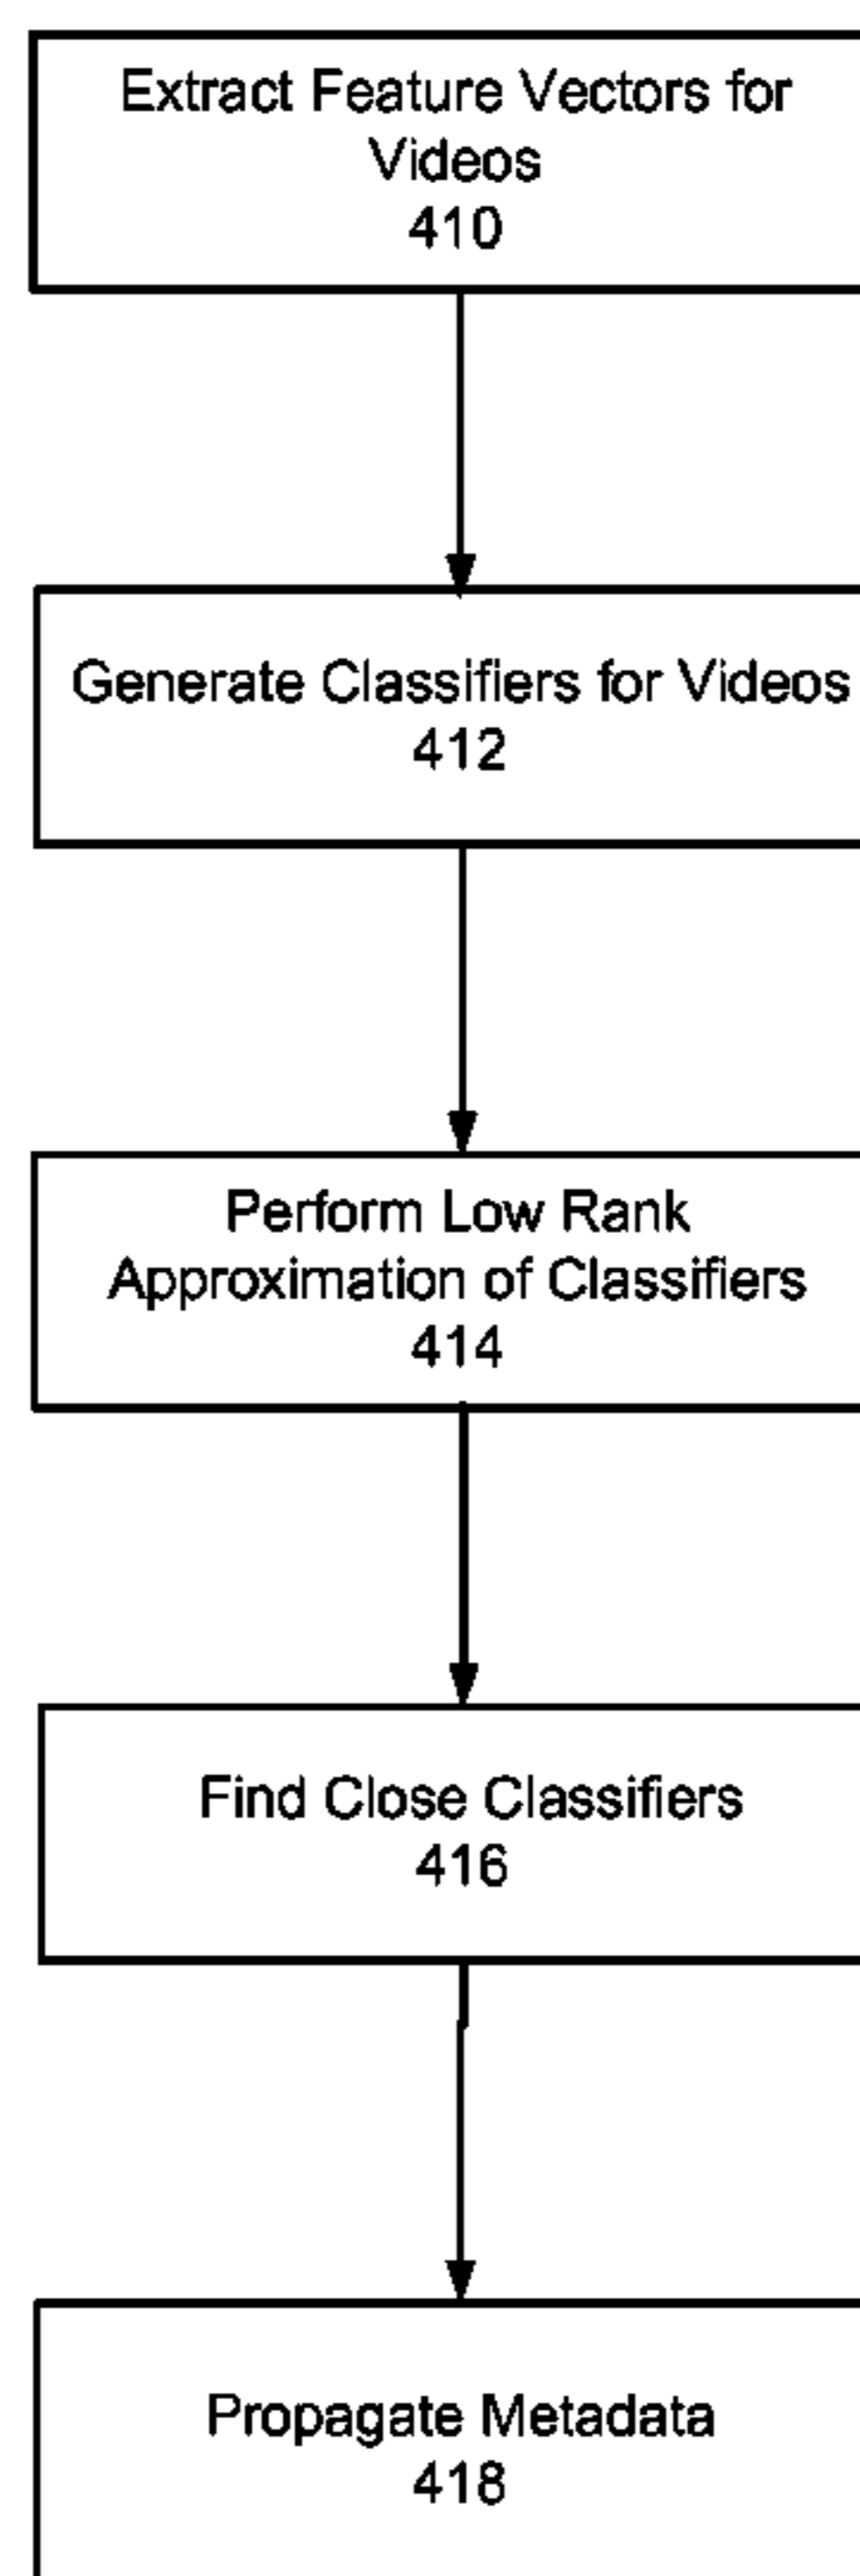 Extract Feature Vectors for
Videos
410
Generate Classifiers for Videos
412
Perform Low Rank
Approximation of Classifiers
414
Find Close Classifiers
416
Propagate Metadata
418